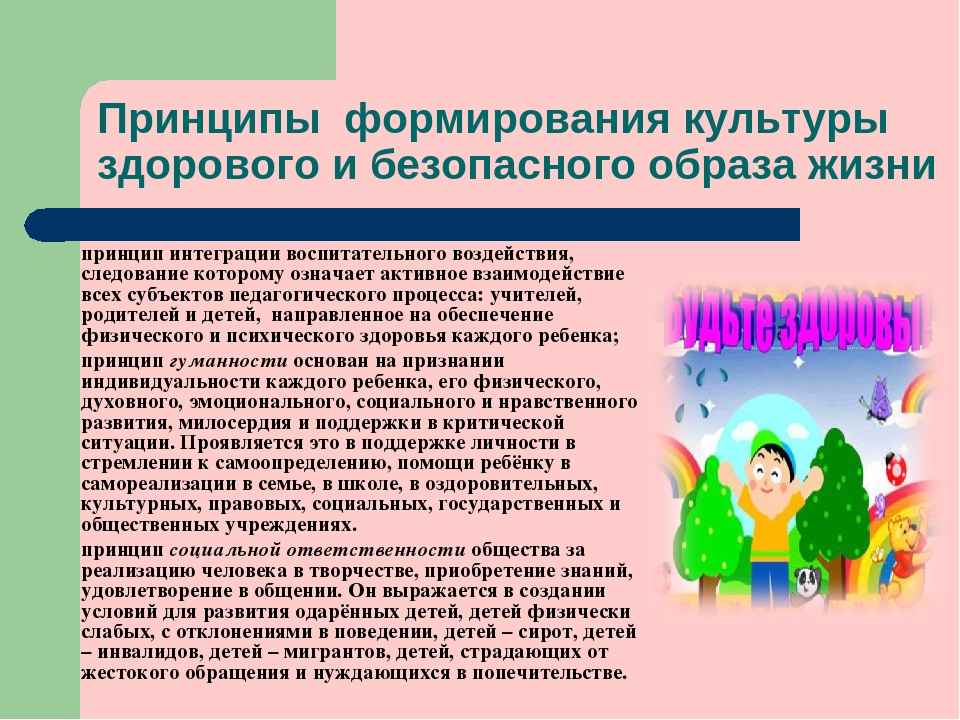 Принципы формирования культуры
здорового и безопасного образа жизни
принцип интеграции воспитательного воздействия,
следование которому означает активное взаимодействие
всех субъектов педагогического процесса: учителей,
родителей и детей, направленное на обеспечение
физического и психического здоровья каждого ребенка;
принцип гуманности основан на признании
индивидуальности каждого ребенка, его физического,
духовного, эмоционального, социального и нравственного
развития, милосердия и поддержки в критической
ситуации. Проявляется это в поддержке личности в
стремлении к самоопределению, помощи ребёнку в
самореализации в семье, в школе, в оздоровительных,
культурных, правовых, социальных, государственных и
общественных учреждениях.
принцип социальной ответственности общества за
реализацию человека в творчестве, приобретение знаний,
удовлетворение в общении. Он выражается в создании
условий для развития одарённых детей, детей физически
слабых, с отклонениями в поведении, детей – сирот, детей
– инвалидов, детей – мигрантов, детей, страдающих от
жестокого обращения и нуждающихся в попечительстве.
Будьте здоровы!